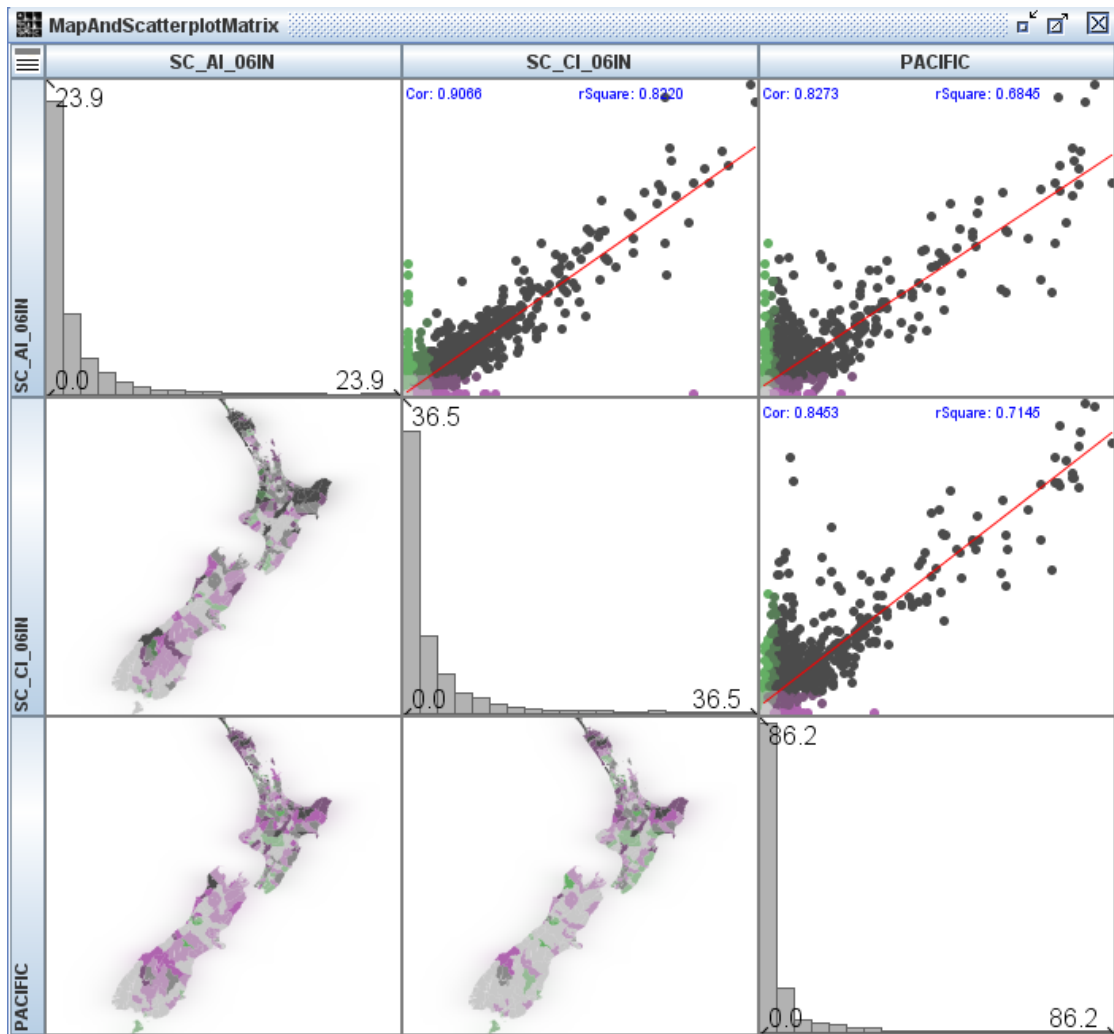 MapAndScatterplotMatrix
SC_AI_06IN SC_CI_06IN PACIFIC
SC_AI_06IN
23.9
0.0 23.9
Cor: 0.9066 rSquare: 0.8220
Cor: 0.8273 rSquare: 0.6845
SC_CI_06IN
36.5
0.0 36.5
Cor: 0.8453 rSquare: 0.7145
PACIFIC
86.2
0.0 86.2